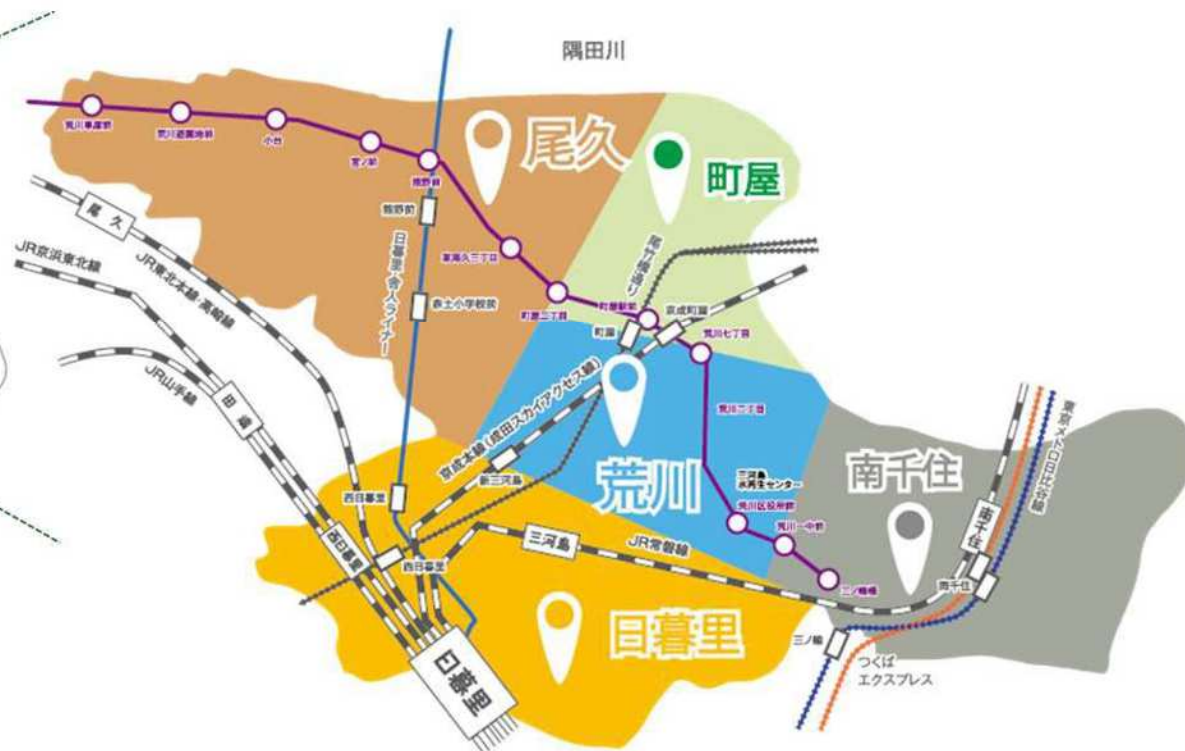 隅田川
荒川車庫前
荒川遊園地前
小台
宮ノ前
熊野前
尾久
町屋
熊野前
尾久
JR東北本線・高崎線
JR京浜東北線
JR山手線
日暮里・舎人ライナー
赤土小学校前
東尾久三丁目
町屋二丁目
町屋駅前
尾竹橋通り
町屋
京成町屋
荒川七丁目
荒川二丁目
田端
京成本線(成田スカイアクセス線)
新三河島
荒川
三河島
水再生センター
荒川区役所前
荒川一中前
三ノ輪橋
南千住
東京メトロ日比谷線
南千住
南千住
西日暮里
西日暮里
西日暮里
三河島
JR常磐線
日暮里
日暮里
三ノ輪
つくば
エクスプレス